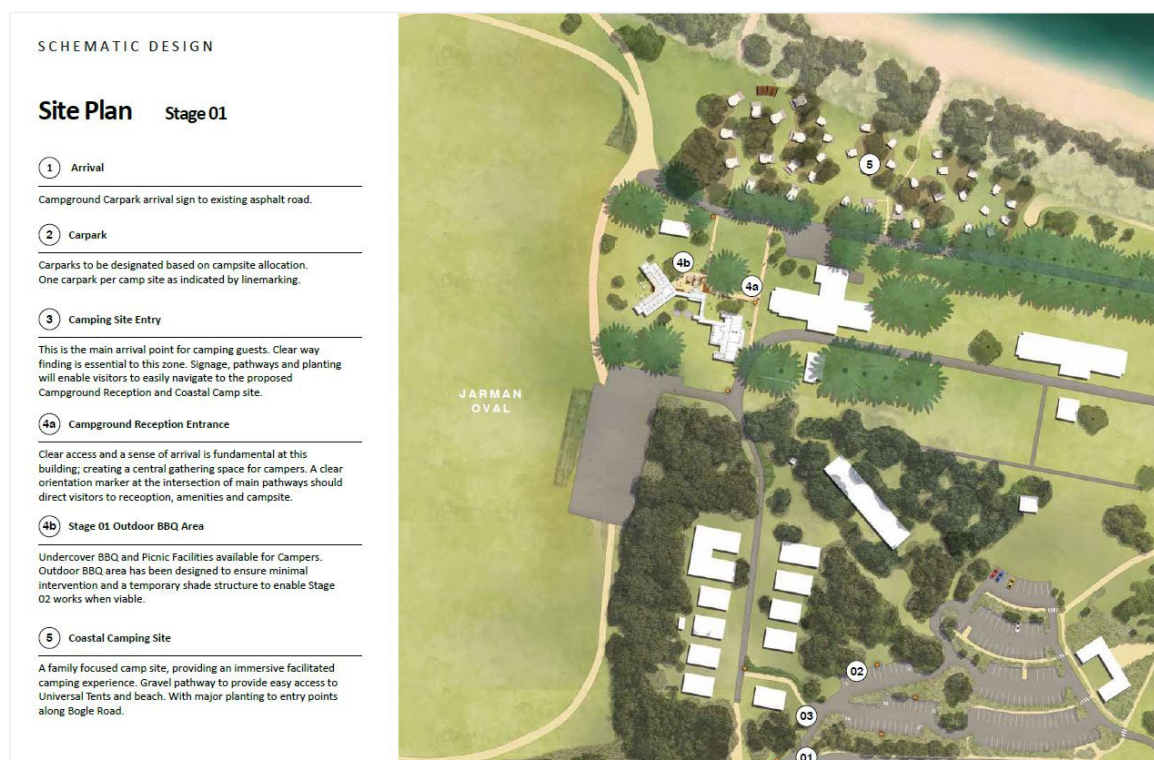 SCHEMATIC DESIGN
Site Plan Stage 01
1 Arrival
Campground Carpark arrival sign to existing asphalt road.
2 Carpark
Carparks to be designated based on campsite allocation.
One carpark per camp site as indicated by linemarking.
3 Camping Site Entry
This is the main arrival point for camping guests. Clear way
finding is essential to this zone. Signage, pathways and planting
will enable visitors to easily navigate to the proposed
Campground Reception and Coastal Camp site.
4a Campground Reception Entrance
Clear access and a sense of arrival is fundamental at this
building; creating a central gathering space for campers. A clear
orientation marker at the intersection of main pathways should
direct visitors to receoption, amenities and campsite.
4b Stage 01 Outdoor BBQ Area
Undercover BBQ and Picnic Facilities available for Campers.
Outdoor BBQ area has been designed to ensure minimal
intervention and a temporary shade structure to enable Stage
02 works when viable.
5 Coastal Camping Site
A family focused camp site, providing an immersive facilitated
camping experience. Gravel pathway to provide easy access to
Universal Tents and beach. With major planting to entry points
along Bogle Road.
5
4b
4a
JARMAN
OVAL
02
03
01